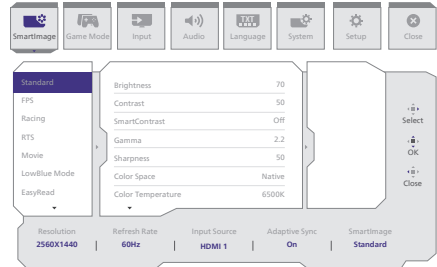 SmartImage
Game Mode
Input
Audio
TXT
Language
System
Setup
Close
Standard
FPS
Racing
RTS
Movie
LowBlue Mode
EasyRead
Brightness 70
Contrast 50
SmartContrast Off
Gamma 2.2
Sharpness 50
Color Space Native
Color Temperature 6500K
Select
OK
Close
Resolution Refresh Rate Input Source Adaptive Sync SmartImage
2560X1440 | 60Hz | HDMI 1 | On | Standard